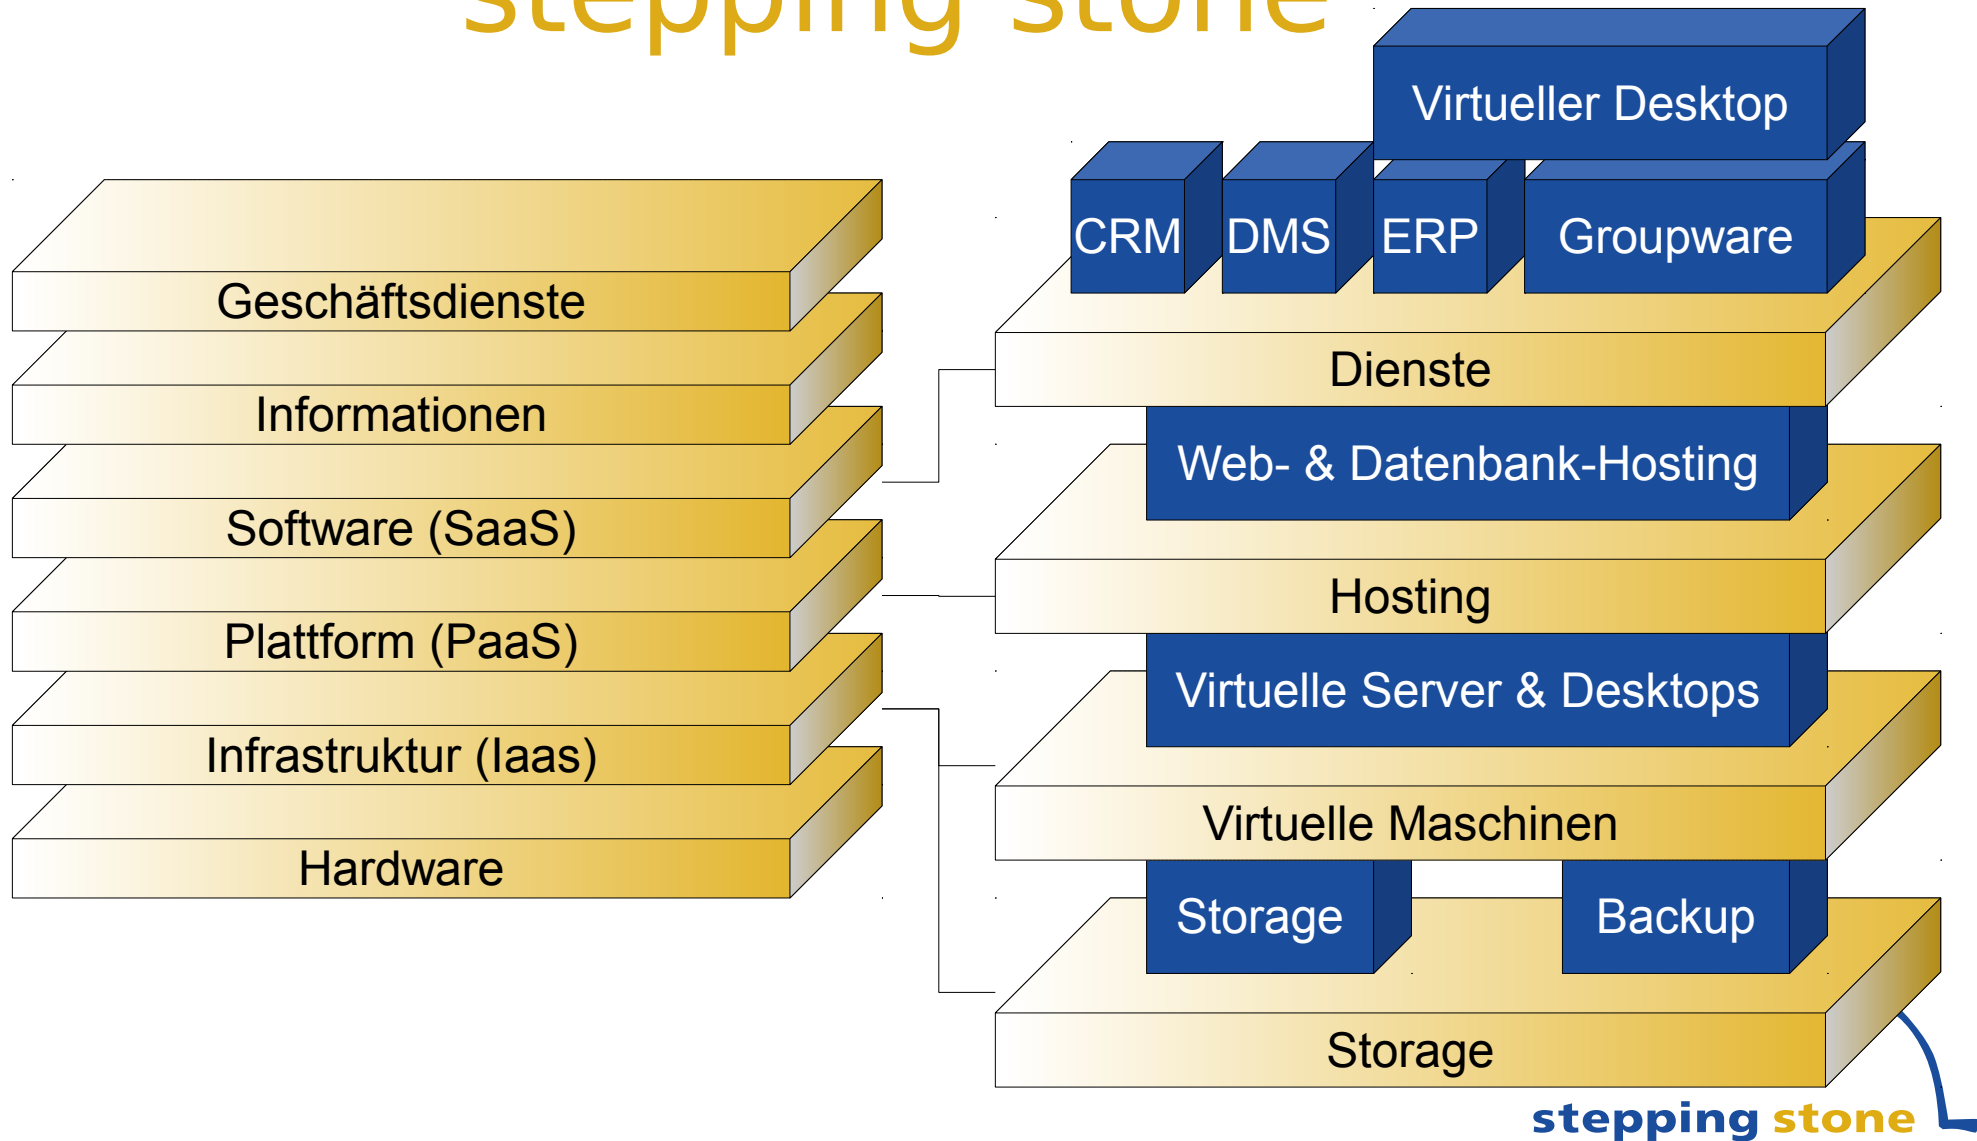 stepping stone
Geschäftsdienste
Informationen
Software (SaaS)
Plattform (PaaS)
Infrastruktur (Iaas)
Hardware
Virtueller Desktop
CRM DMS ERP Groupware
Dienste
Web- & Datenbank-Hosting
Hosting
Virtuelle Server & Desktops
Virtuelle Maschinen
Storage Backup
Storage
stepping stone